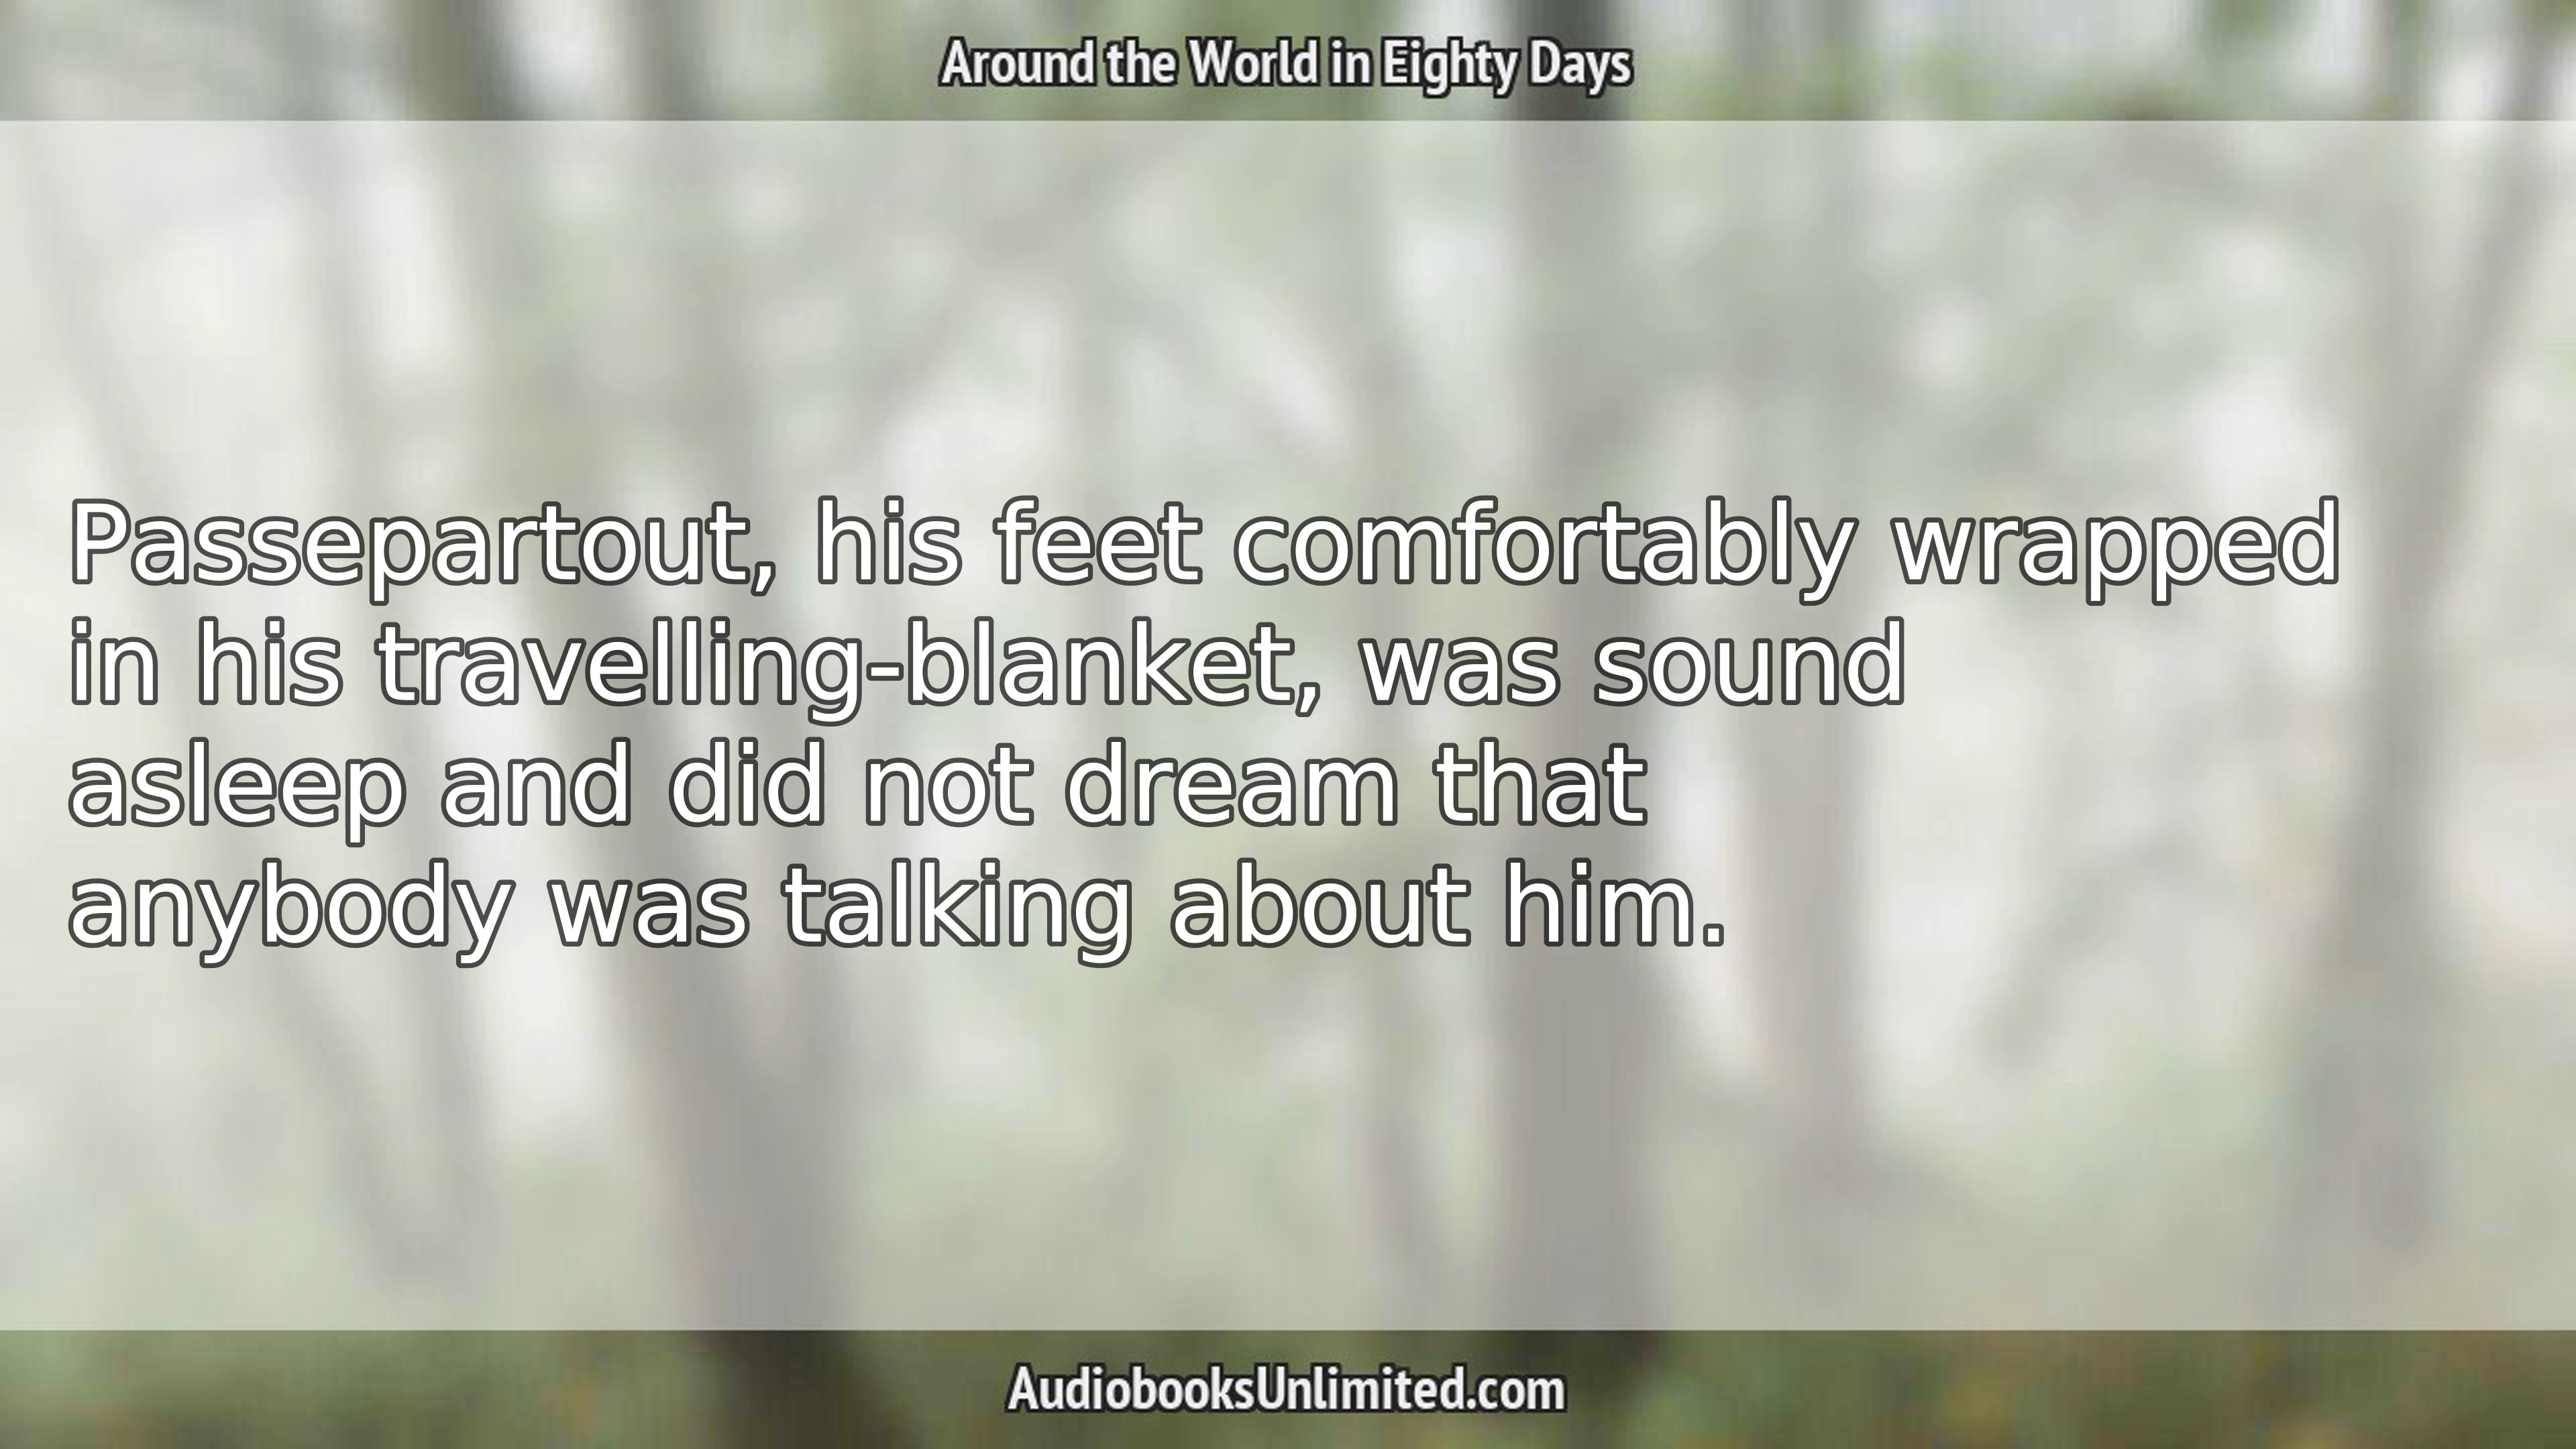 Around the World in Eighty Days
Passepartout, his feet comfortably wrapped
in his travelling-blanket, was sound
asleep and did not dream that
anybody was talking about him.
AudiobooksUnlimited.com